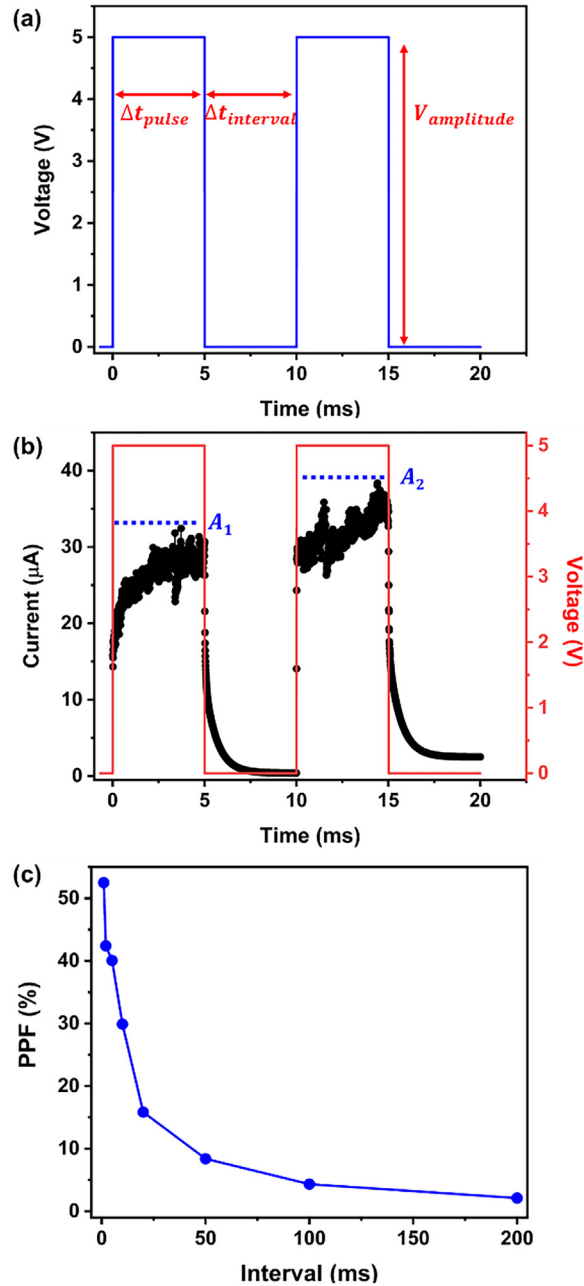 (a)
5
4
3
2
1
0
Voltage (V)
Δt_pulse
Δt_interval
V_amplitude
0 5 10 15 20
Time (ms)
(b)
40
30
20
10
0
Current (μA)
A₁
A₂
5
4
3
2
1
0
Voltage (V)
0 5 10 15 20
Time (ms)
(c)
50
40
30
20
10
0
PPF (%)
0 50 100 150 200
Interval (ms)